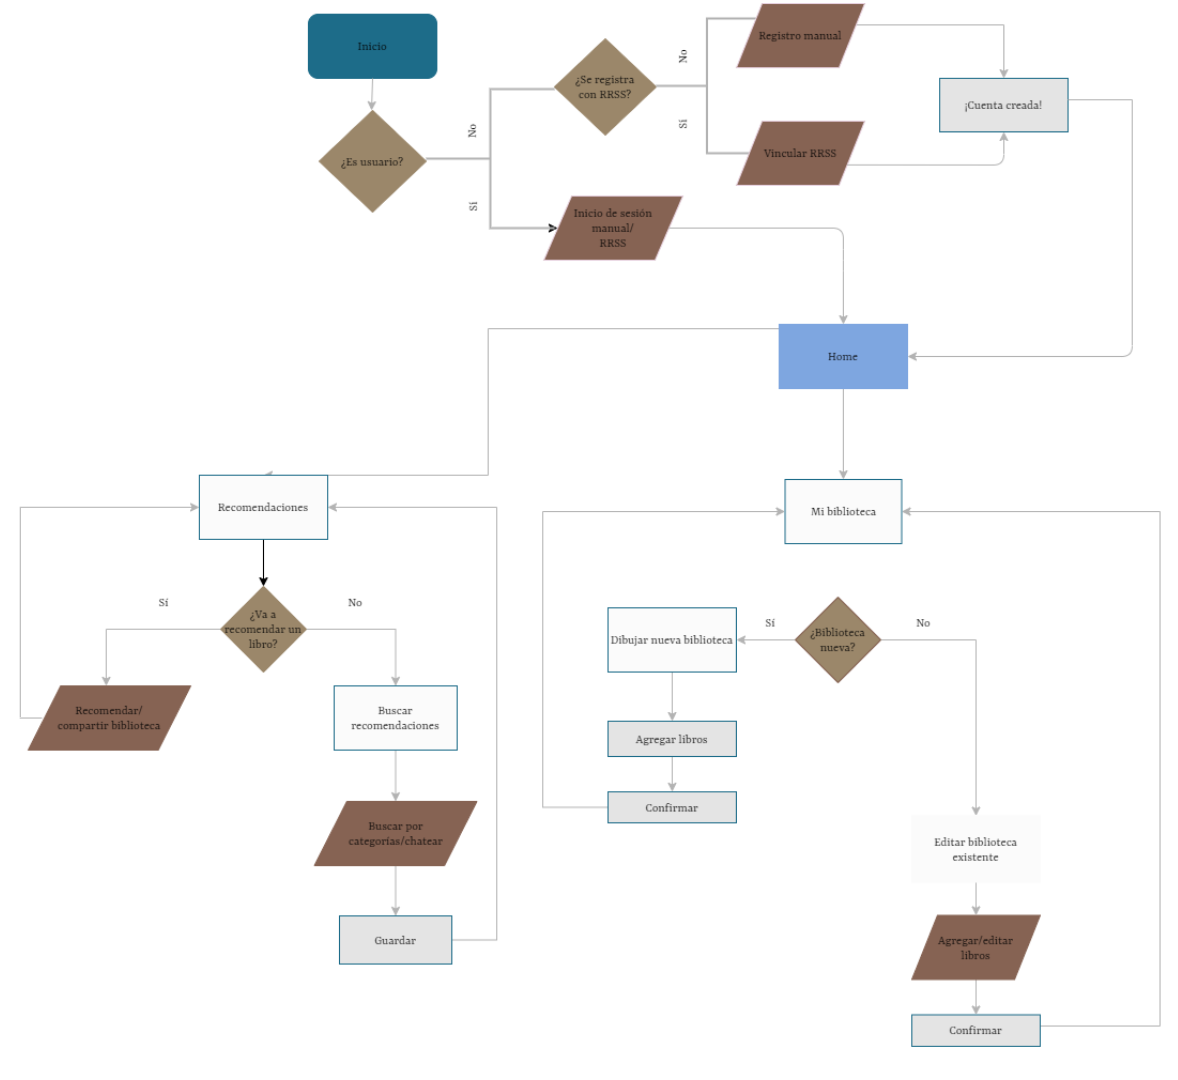 Inicio
¿Es usuario?
No
Sí
¿Se registra
con RRSS?
No
Sí
Registro manual
Vincular RRSS
¡Cuenta creada!
Inicio de sesión
manual/
RRSS
Home
Recomendaciones
¿Va a
recomendar un
libro?
Sí
No
Recomendar/
compartir biblioteca
Buscar
recomendaciones
Buscar por
categorías/chatear
Guardar
Mi biblioteca
¿Biblioteca
nueva?
Sí
No
Dibujar nueva biblioteca
Agregar libros
Confirmar
Editar biblioteca
existente
Agregar/editar
libros
Confirmar